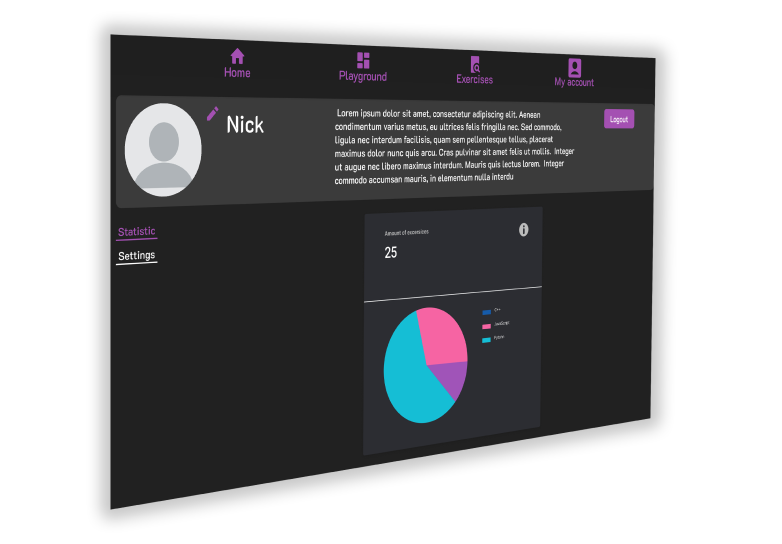 Home
Playground
Exercises
My account
Nick
Lorem ipsum dolor sit amet, consectetur adipiscing elit. Aenean
condimentum varius metus, eu ultrices felis fringilla nec. Sed commodo,
ligula nec interdum facilisis, quam sem pellentesque tellus, placerat
maximus dolor nunc quis arcu. Cras pulvinar sit amet felis ut mollis. Integer
ut augue nec libero maximus interdum. Mauris quis lectus lorem. Integer
commodo accumsan mauris, in elementum nulla interdu
Logout
Statistic
Settings
Amount of excersises
25
C++
JavaScript
Python